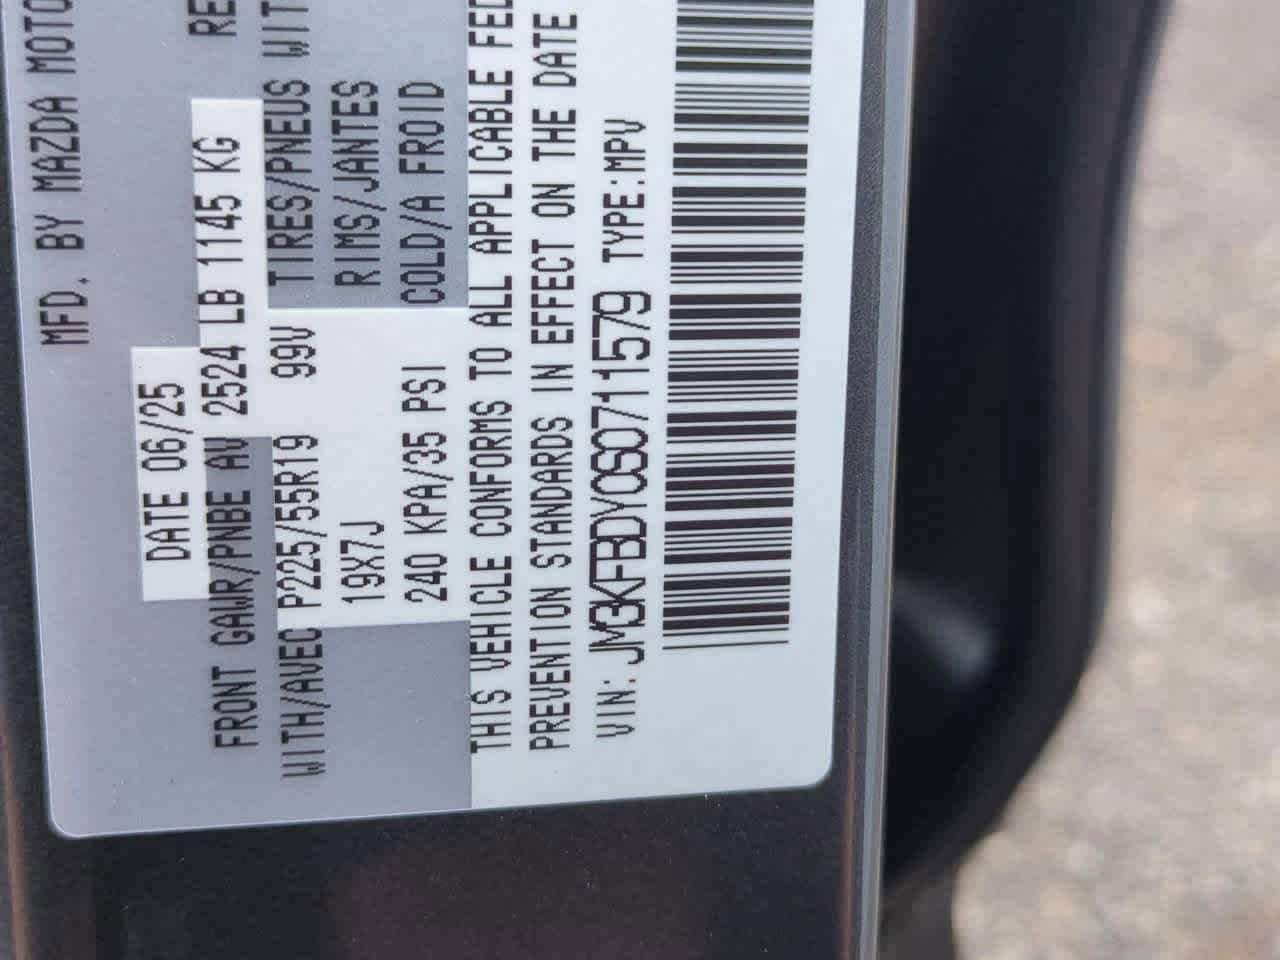 MFD. BY MAZDA MOTO
DATE 06/25
RE
FRONT GAWR/PNBE AV 2524 LB 1145 KG
WITH/AVEC P225/55R19 99V TIRES/PNEUS WIT
19X7J RIMS/JANTES
240 KPA/35 PSI COLD/A FROID
THIS VEHICLE CONFORMS TO ALL APPLICABLE FED
PREVENTION STANDARDS IN EFFECT ON THE DATE
VIN: JM3KFBDY0S0711579 TYPE:MPV